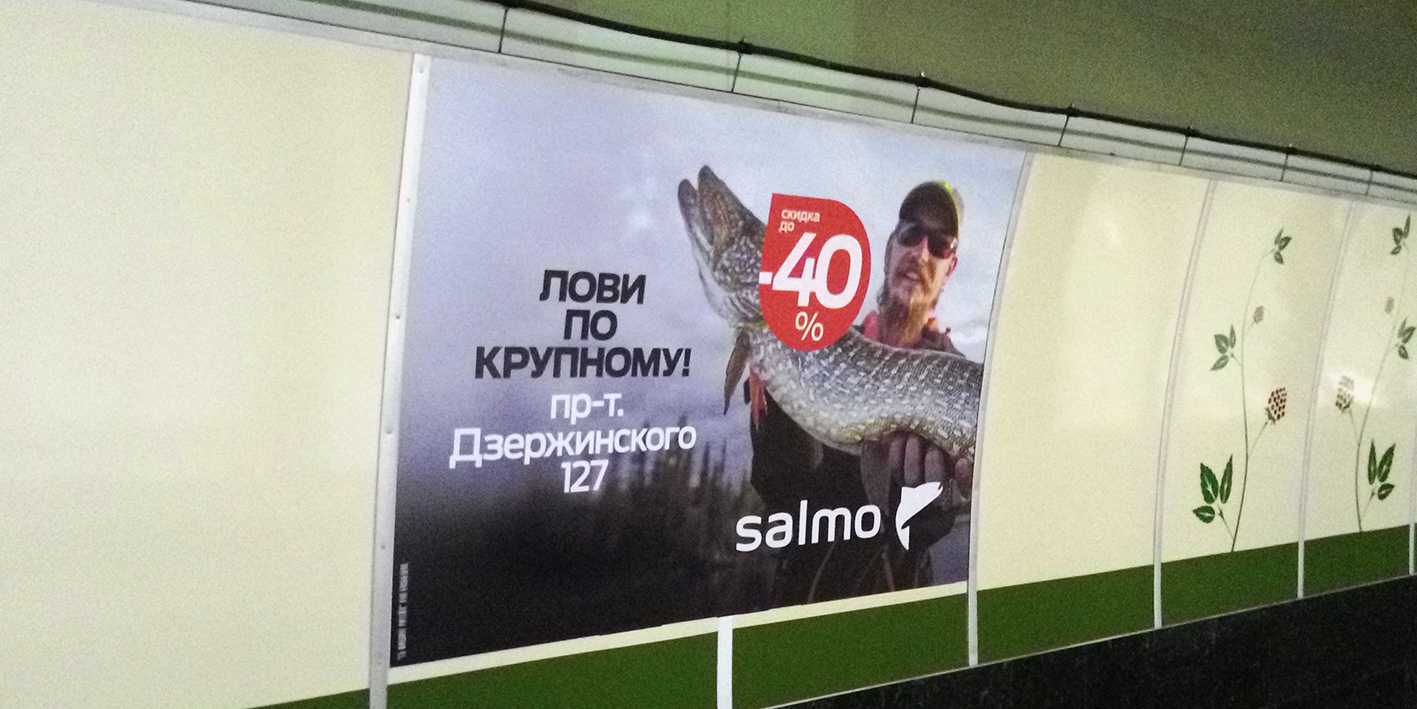 ЛОВИ
ПО
КРУПНОМУ!
пр-т.
Дзержинского
127
скидка
до
-40
%
salmo